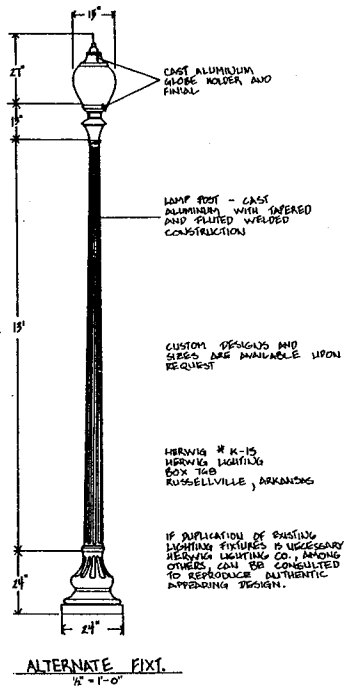 15"
27"
CAST ALUMINUM
GLOBE HOLDER AND
FINIAL
15"
LAMP POST - CAST
ALUMINUM WITH TAPERED
AND FLUTED WELDED
CONSTRUCTION
13'
CUSTOM DESIGNS AND
SIZES ARE AVAILABLE UPON
REQUEST
HERWIG # K-15
HERWIG LIGHTING
BOX 768
RUSSELLVILLE, ARKANSAS
IF DUPLICATION OF EXISTING
LIGHTING FIXTURES IS NECESSARY
HERWIG LIGHTING CO., AMONG
OTHERS, CAN BE CONSULTED
TO REPRODUCE AUTHENTIC
APPEARING DESIGN.
24"
24"
ALTERNATE FIXT.
½" = 1'-0"